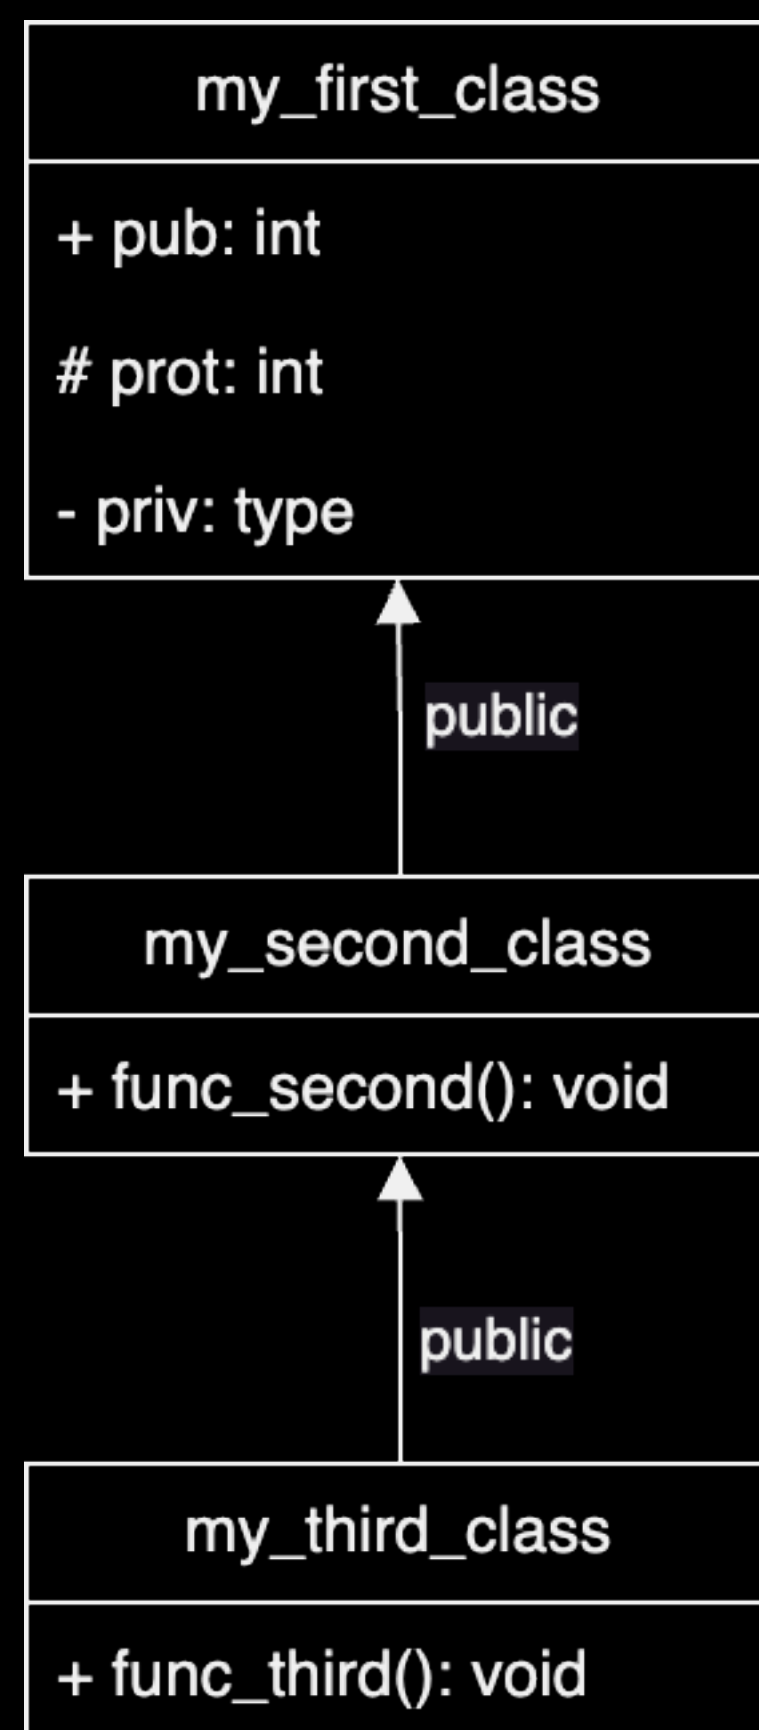 my_first_class
+ pub: int
# prot: int
- priv: type
public
my_second_class
+ func_second(): void
public
my_third_class
+ func_third(): void